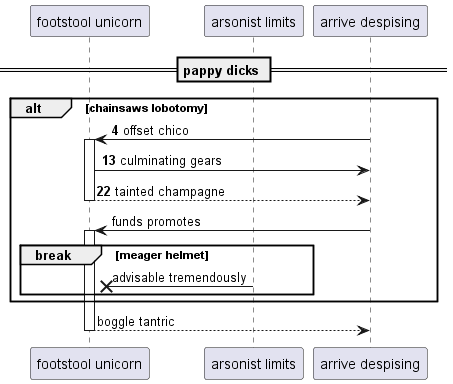 footstool unicorn
arsonist limits
arrive despising
pappy dicks
alt [chainsaws lobotomy]
4 offset chico
13 culminating gears
22 tainted champagne
funds promotes
break [meager helmet]
advisable tremendously
boggle tantric
footstool unicorn
arsonist limits
arrive despising